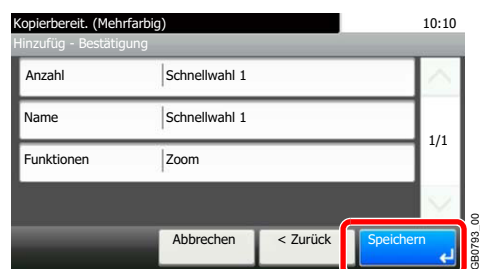 Kopierbereit. (Mehrfarbig) 10:10
Hinzufüg - Bestätigung
Anzahl Schnellwahl 1
Name Schnellwahl 1
1/1
Funktionen Zoom
Abbrechen < Zurück Speichern
GB0793_00